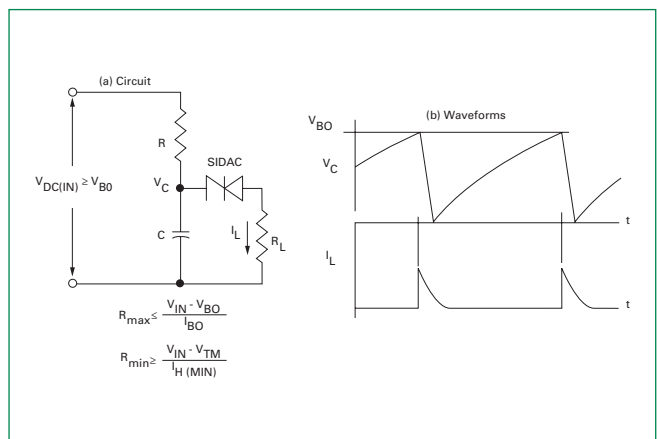 (a) Circuit
R
SIDAC
V_DC(IN) ≥ V_B0
V_C
C
I_L
R_L
R_max ≤ V_IN - V_BO / I_BO
R_min ≥ V_IN - V_TM / I_H (MIN)
(b) Waveforms
V_BO
V_C
t
I_L
t